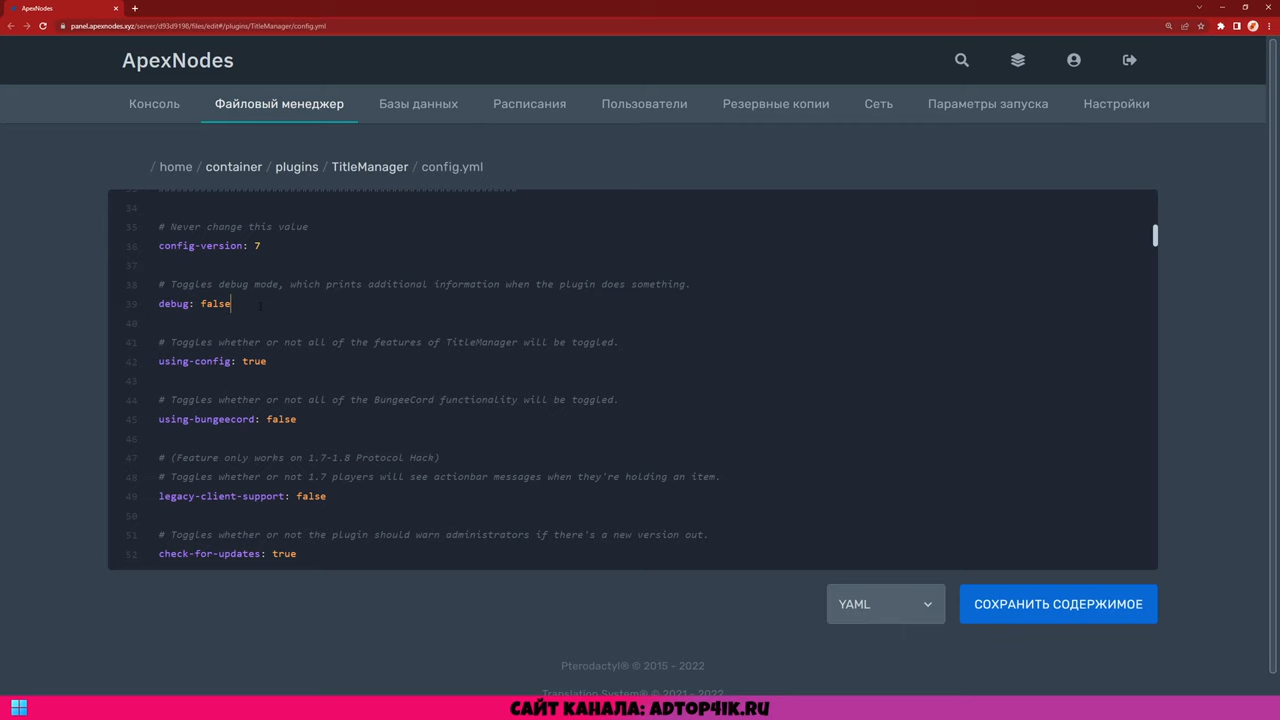 ApexNodes
panel.apexnodes.xyz/server/d93d9198/files/edit#/plugins/TitleManager/config.yml
ApexNodes
Консоль Файловый менеджер Базы данных Расписания Пользователи Резервные копии Сеть Параметры запуска Настройки
/ home / container / plugins / TitleManager / config.yml
34
35 # Never change this value
36 config-version: 7
37
38 # Toggles debug mode, which prints additional information when the plugin does something.
39 debug: false
40
41 # Toggles whether or not all of the features of TitleManager will be toggled.
42 using-config: true
43
44 # Toggles whether or not all of the BungeeCord functionality will be toggled.
45 using-bungeecord: false
46
47 # (Feature only works on 1.7-1.8 Protocol Hack)
48 # Toggles whether or not 1.7 players will see actionbar messages when they're holding an item.
49 legacy-client-support: false
50
51 # Toggles whether or not the plugin should warn administrators if there's a new version out.
52 check-for-updates: true
YAML СОХРАНИТЬ СОДЕРЖИМОЕ
Pterodactyl® © 2015 - 2022
Translation System® © 2021 - 2022
САЙТ КАНАЛА: ADTOP4IK.RU